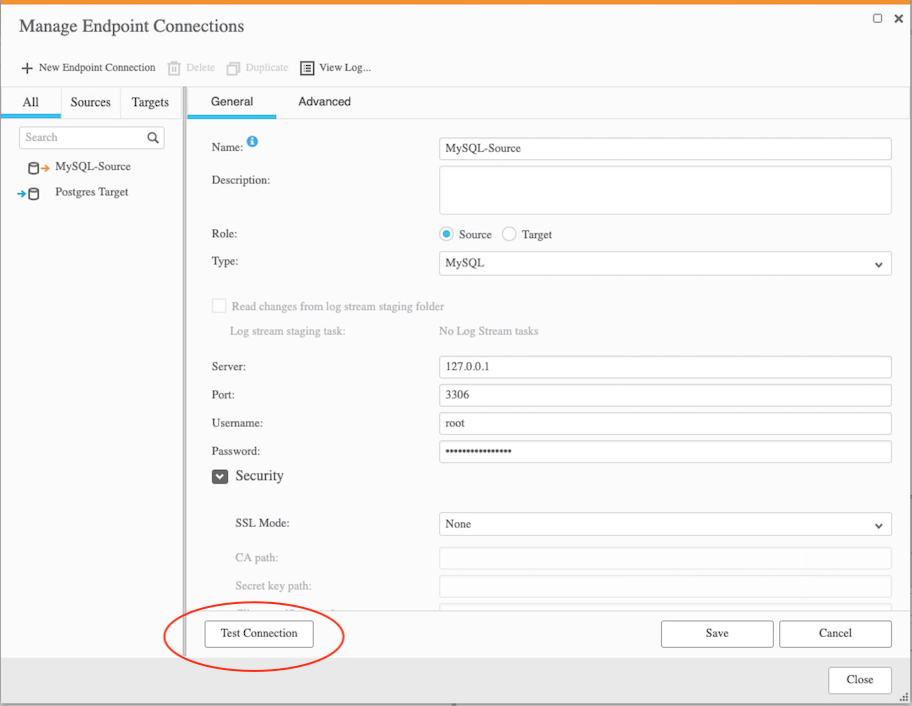 Manage Endpoint Connections
New Endpoint Connection Delete Duplicate View Log...
All Sources Targets
General Advanced
Search
MySQL-Source
Postgres Target
Name: MySQL-Source
Description:
Role: Source Target
Type: MySQL
Read changes from log stream staging folder
Log stream staging task: No Log Stream tasks
Server: 127.0.0.1
Port: 3306
Username: root
Password: ••••••••••••••••
Security
SSL Mode: None
CA path:
Secret key path:
Test Connection Save Cancel
Close